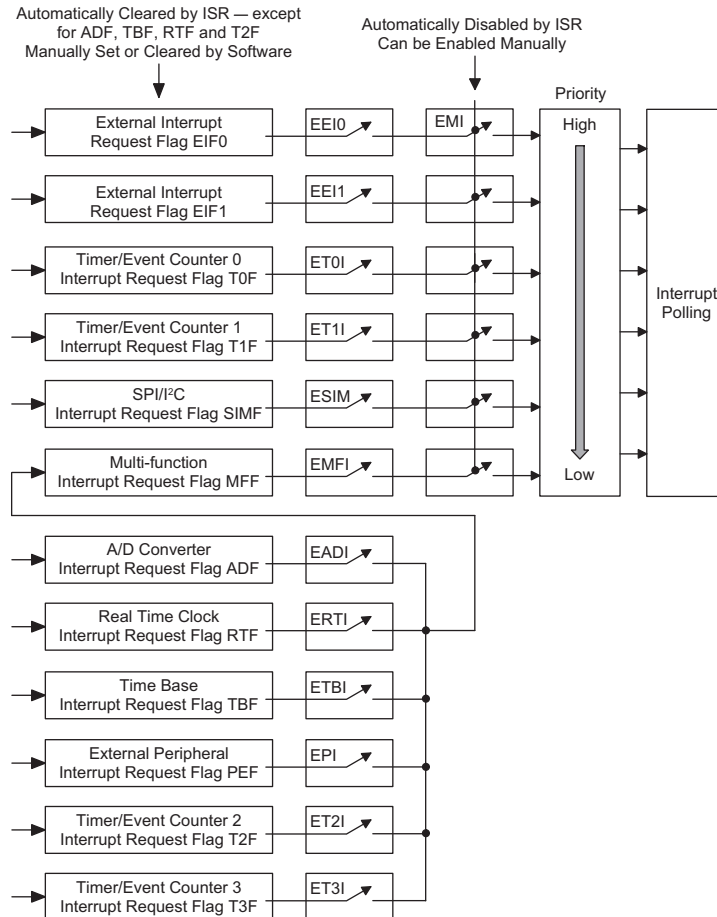 Automatically Cleared by ISR — except
for ADF, TBF, RTF and T2F
Manually Set or Cleared by Software
Automatically Disabled by ISR
Can be Enabled Manually
Priority
External Interrupt
Request Flag EIF0
EEI0
EMI
High
External Interrupt
Request Flag EIF1
EEI1
Timer/Event Counter 0
Interrupt Request Flag T0F
ET0I
Interrupt
Polling
Timer/Event Counter 1
Interrupt Request Flag T1F
ET1I
SPI/I²C
Interrupt Request Flag SIMF
ESIM
Multi-function
Interrupt Request Flag MFF
EMFI
Low
A/D Converter
Interrupt Request Flag ADF
EADI
Real Time Clock
Interrupt Request Flag RTF
ERTI
Time Base
Interrupt Request Flag TBF
ETBI
External Peripheral
Interrupt Request Flag PEF
EPI
Timer/Event Counter 2
Interrupt Request Flag T2F
ET2I
Timer/Event Counter 3
Interrupt Request Flag T3F
ET3I